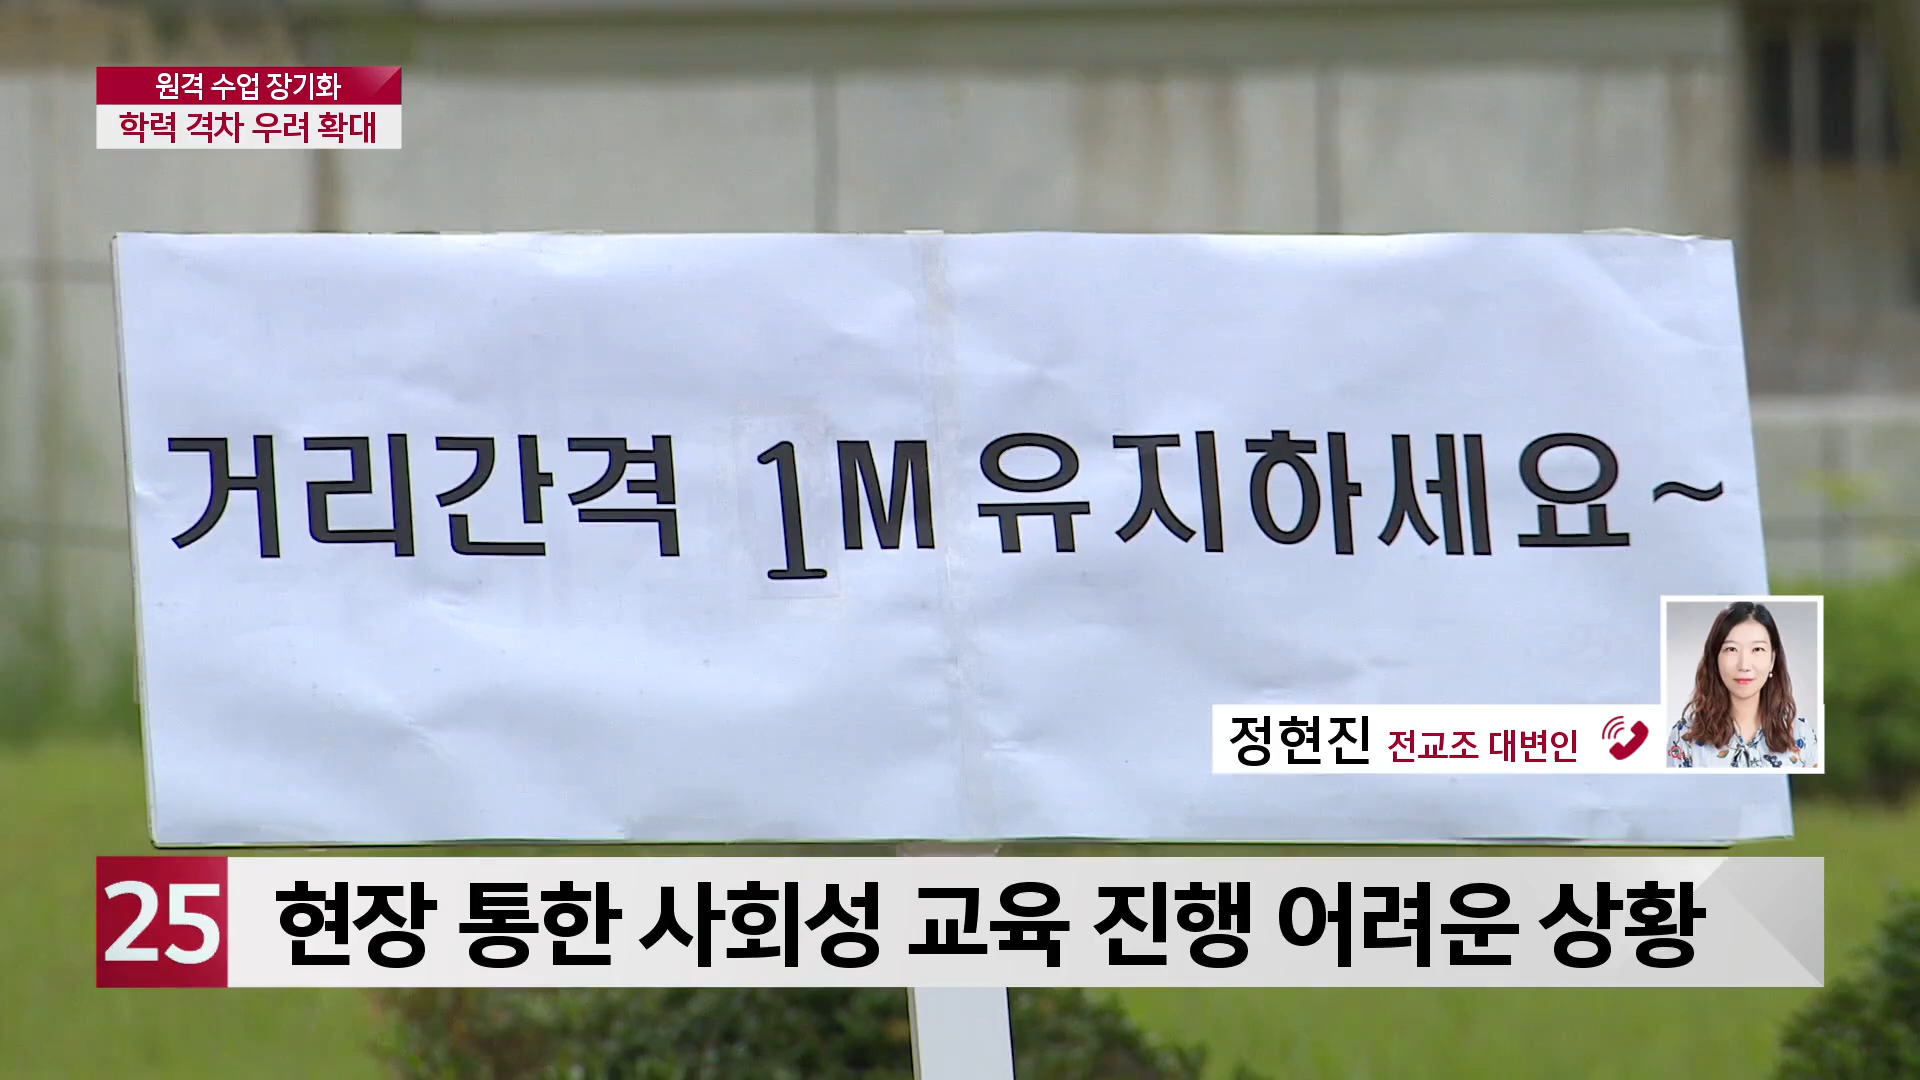 원격 수업 장기화
학력 격차 우려 확대
거리간격 1M유지하세요~
정현진 전교조 대변인
25 현장 통한 사회성 교육 진행 어려운 상황